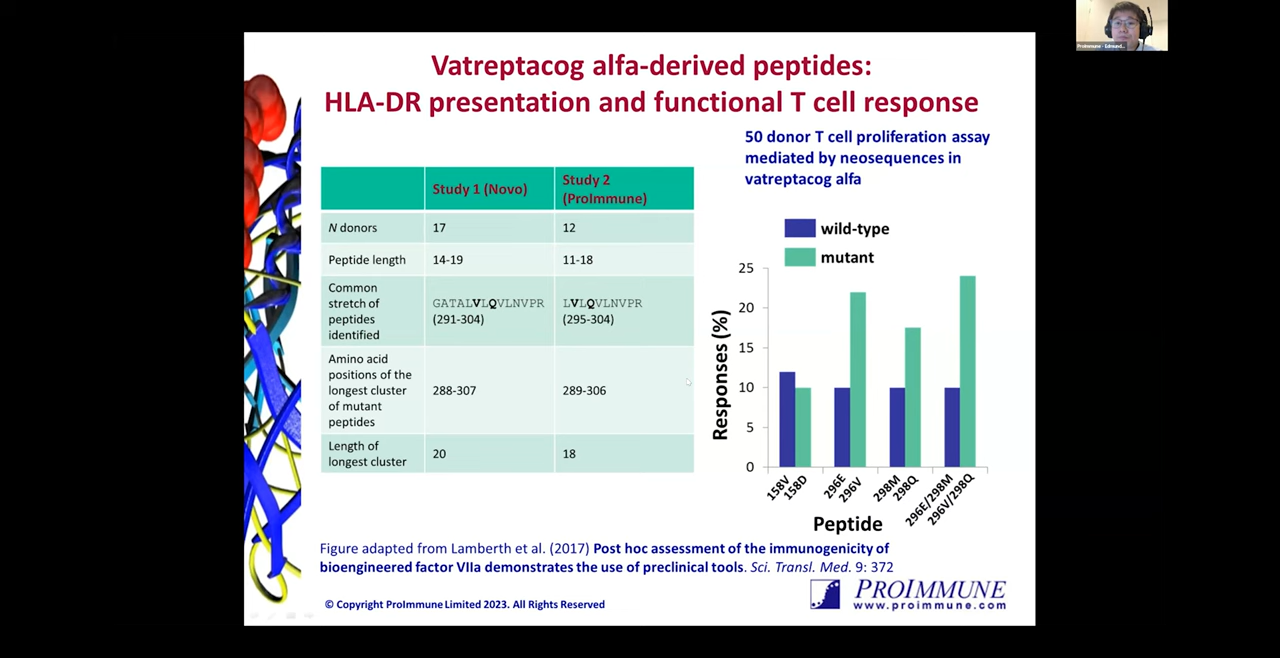 Vatreptacog alfa-derived peptides:
HLA-DR presentation and functional T cell response
50 donor T cell proliferation assay
mediated by neosequences in
vatreptacog alfa
Study 1 (Novo)
Study 2
(ProImmune)
N donors
17
12
Peptide length
14-19
11-18
Common
stretch of
peptides
identified
GATALVLQVLNVPR
(291-304)
LVLQVLNVPR
(295-304)
Amino acid
positions of the
longest cluster
of mutant
peptides
288-307
289-306
Length of
longest cluster
20
18
wild-type
mutant
Responses (%)
25
20
15
10
5
0
158V
158D
296E
296V
298M
298Q
296E/298M
296V/298Q
Peptide
Figure adapted from Lamberth et al. (2017) Post hoc assessment of the immunogenicity of
bioengineered factor VIIa demonstrates the use of preclinical tools. Sci. Transl. Med. 9: 372
© Copyright ProImmune Limited 2023. All Rights Reserved
PROIMMUNE
www.proimmune.com
ProImmune - Edmund...